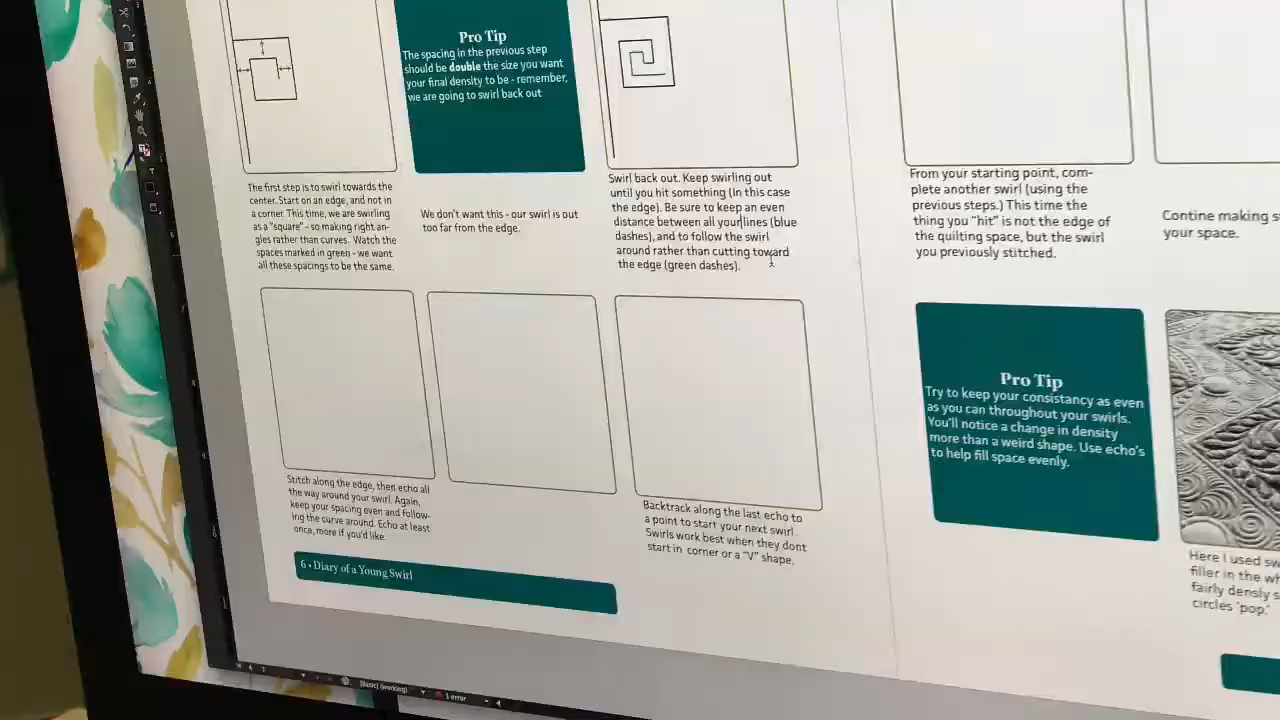 Pro Tip
The spacing in the previous step
should be double the size you want
your final density to be - remember,
we are going to swirl back out
The first step is to swirl towards the
center. Start on an edge, and not in
a corner. This time, we are swirling
as a "square" - so making right an-
gles rather than curves. Watch the
spaces marked in green - we want
all these spacings to be the same.
We don't want this - our swirl is out
too far from the edge.
Swirl back out. Keep swirling out
until you hit something (in this case
the edge). Be sure to keep an even
distance between all your lines (blue
dashes), and to follow the swirl
around rather than cutting toward
the edge (green dashes).
Stitch along the edge, then echo all
the way around your swirl. Again,
keep your spacing even and follow-
ing the curve around. Echo at least
once, more if you'd like.
Backtrack along the last echo to
a point to start your next swirl.
Swirls work best when they dont
start in corner or a "V" shape.
6 • Diary of a Young Swirl
From your starting point, com-
plete another swirl (using the
previous steps.) This time the
thing you "hit" is not the edge of
the quilting space, but the swirl
you previously stitched.
Contine making s
your space.
Pro Tip
Try to keep your consistancy as even
as you can throughout your swirls.
You'll notice a change in density
more than a weird shape. Use echo's
to help fill space evenly.
Here I used sw
filler in the wh
fairly densly s
circles 'pop.'
[Basic] (working)
1 error